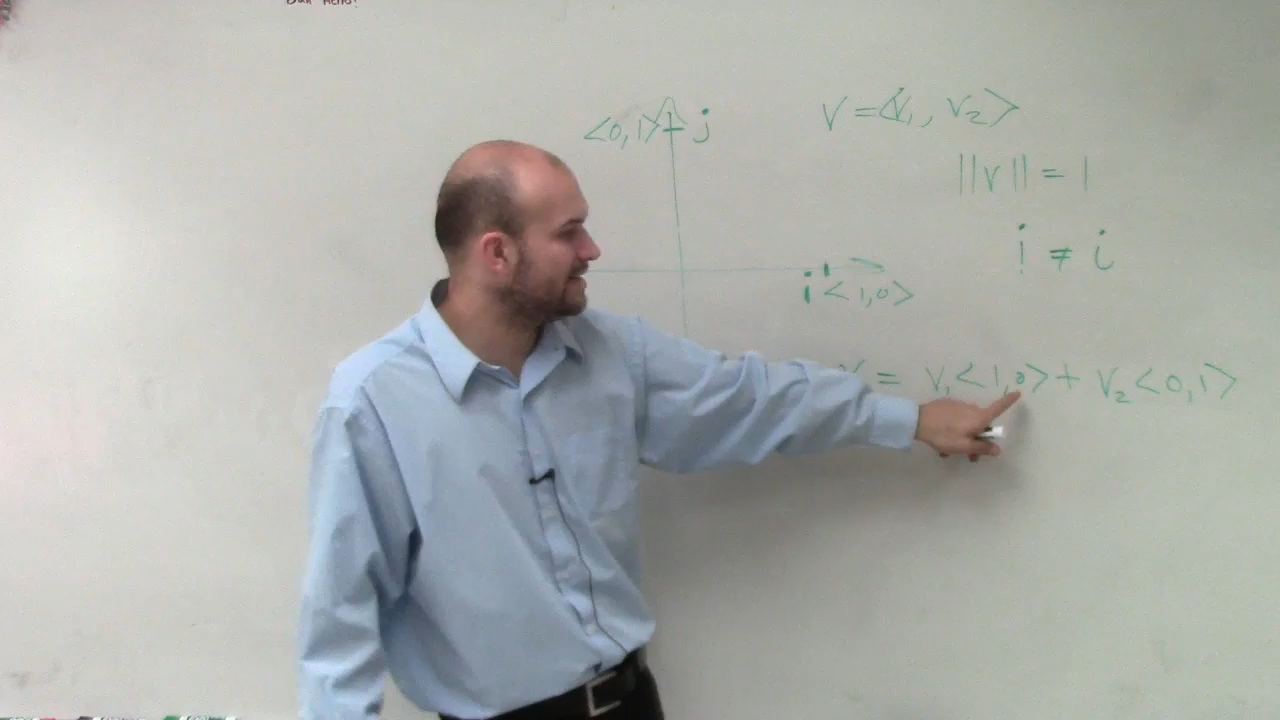 <0,1> j
V = <v₁, v₂>
||v|| = 1
i ≠ i
i <1,0>
V = v₁<1,0> + v₂<0,1>